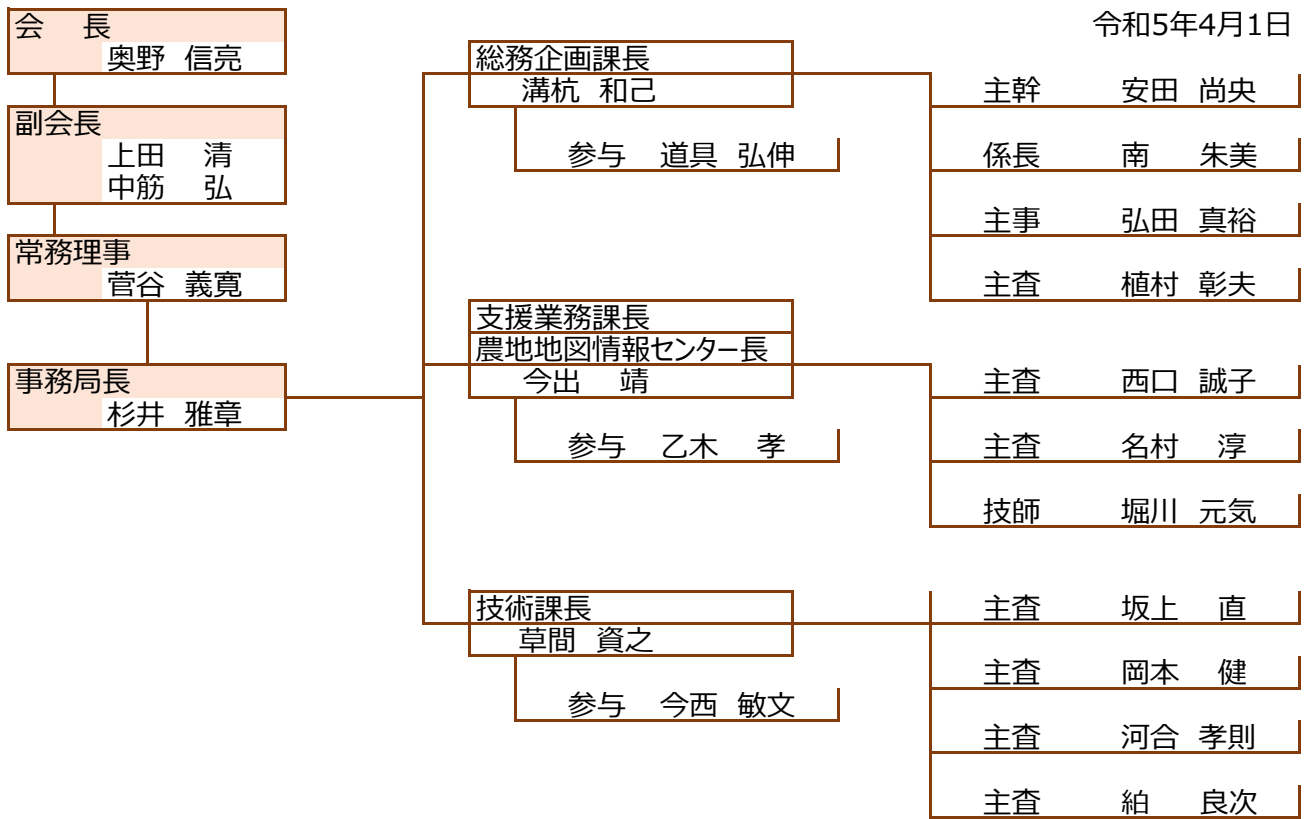 令和5年4月1日
会　長
奥野 信亮
副会長
上田　清
中筋　弘
常務理事
菅谷 義寛
事務局長
杉井 雅章
総務企画課長
溝杭 和己
参与　道具 弘伸
主幹　安田 尚央
係長　南　朱美
主事　弘田 真裕
主査　植村 彰夫
支援業務課長
農地地図情報センター長
今出　靖
参与　乙木　孝
主査　西口 誠子
主査　名村　淳
技師　堀川 元気
技術課長
草間 資之
参与　今西 敏文
主査　坂上　直
主査　岡本　健
主査　河合 孝則
主査　絈　良次